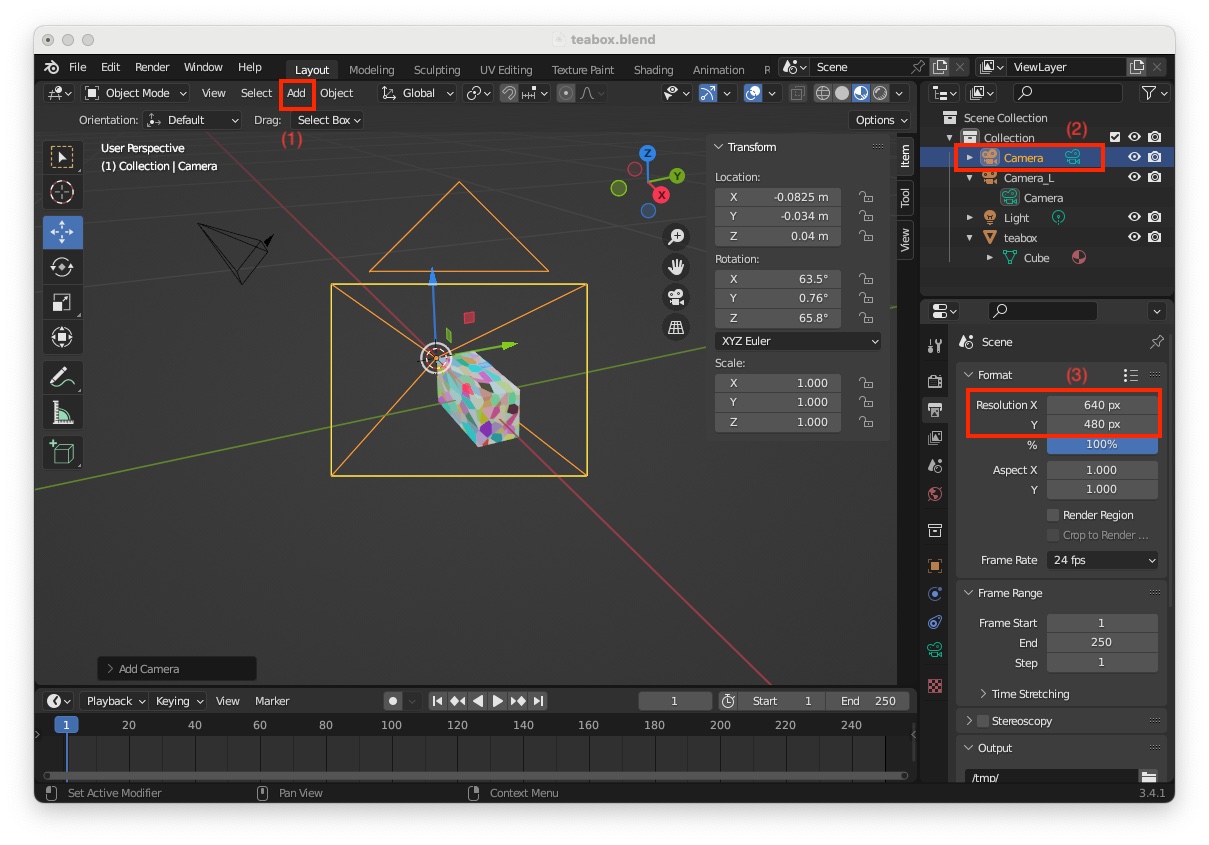 teabox.blend
File Edit Render Window Help Layout Modeling Sculpting UV Editing Texture Paint Shading Animation R Scene ViewLayer
Object Mode View Select Add Object Global
Orientation: Default Drag: Select Box Options
(1)
User Perspective
(1) Collection | Camera
Z
Y
X
Transform
Location:
X -0.0825 m
Y -0.034 m
Z 0.04 m
Rotation:
X 63.5°
Y 0.76°
Z 65.8°
XYZ Euler
Scale:
X 1.000
Y 1.000
Z 1.000
Item
Tool
View
Add Camera
Scene Collection
Collection (2)
Camera
Camera_L
Camera
Light
teabox
Cube
Scene
Format (3)
Resolution X 640 px
Y 480 px
% 100%
Aspect X 1.000
Y 1.000
Render Region
Crop to Render ...
Frame Rate 24 fps
Frame Range
Frame Start 1
End 250
Step 1
Time Stretching
Stereoscopy
Output
/tmp/
Playback Keying View Marker 1 Start 1 End 250
1 20 40 60 80 100 120 140 160 180 200 220 240
Set Active Modifier Pan View Context Menu 3.4.1